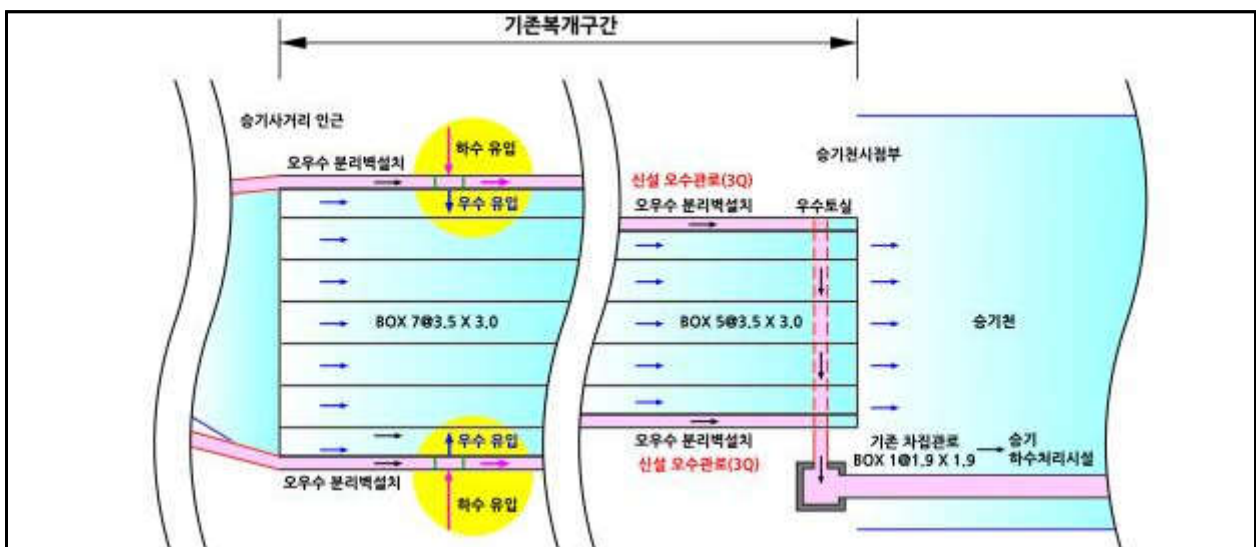 기존복개구간
승기사거리 인근
하수 유입
오우수 분리벽설치
우수 유입
승기천시점부
신설 오수관로(3Q)
오우수 분리벽설치
우수토실
BOX 7@3.5 X 3.0
BOX 5@3.5 X 3.0
승기천
우수 유입
오우수 분리벽설치
신설 오수관로(3Q)
기존 차집관로
BOX 1@1.9 X 1.9
승기
하수처리시설
오우수 분리벽설치
하수 유입